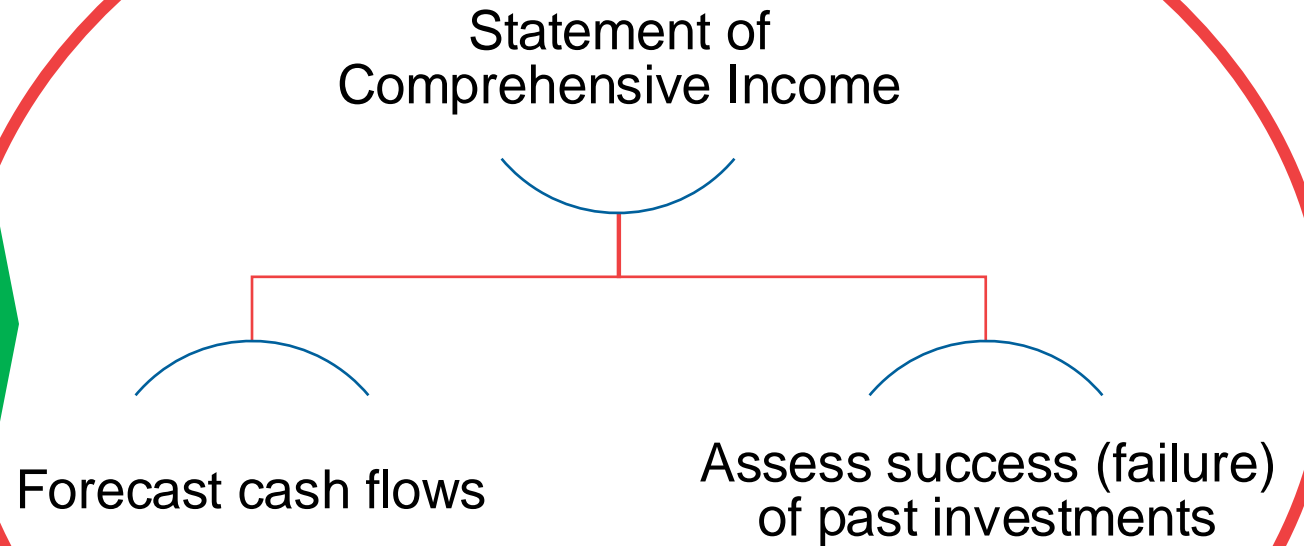 Statement of
Comprehensive Income
Forecast cash flows
Assess success (failure)
of past investments